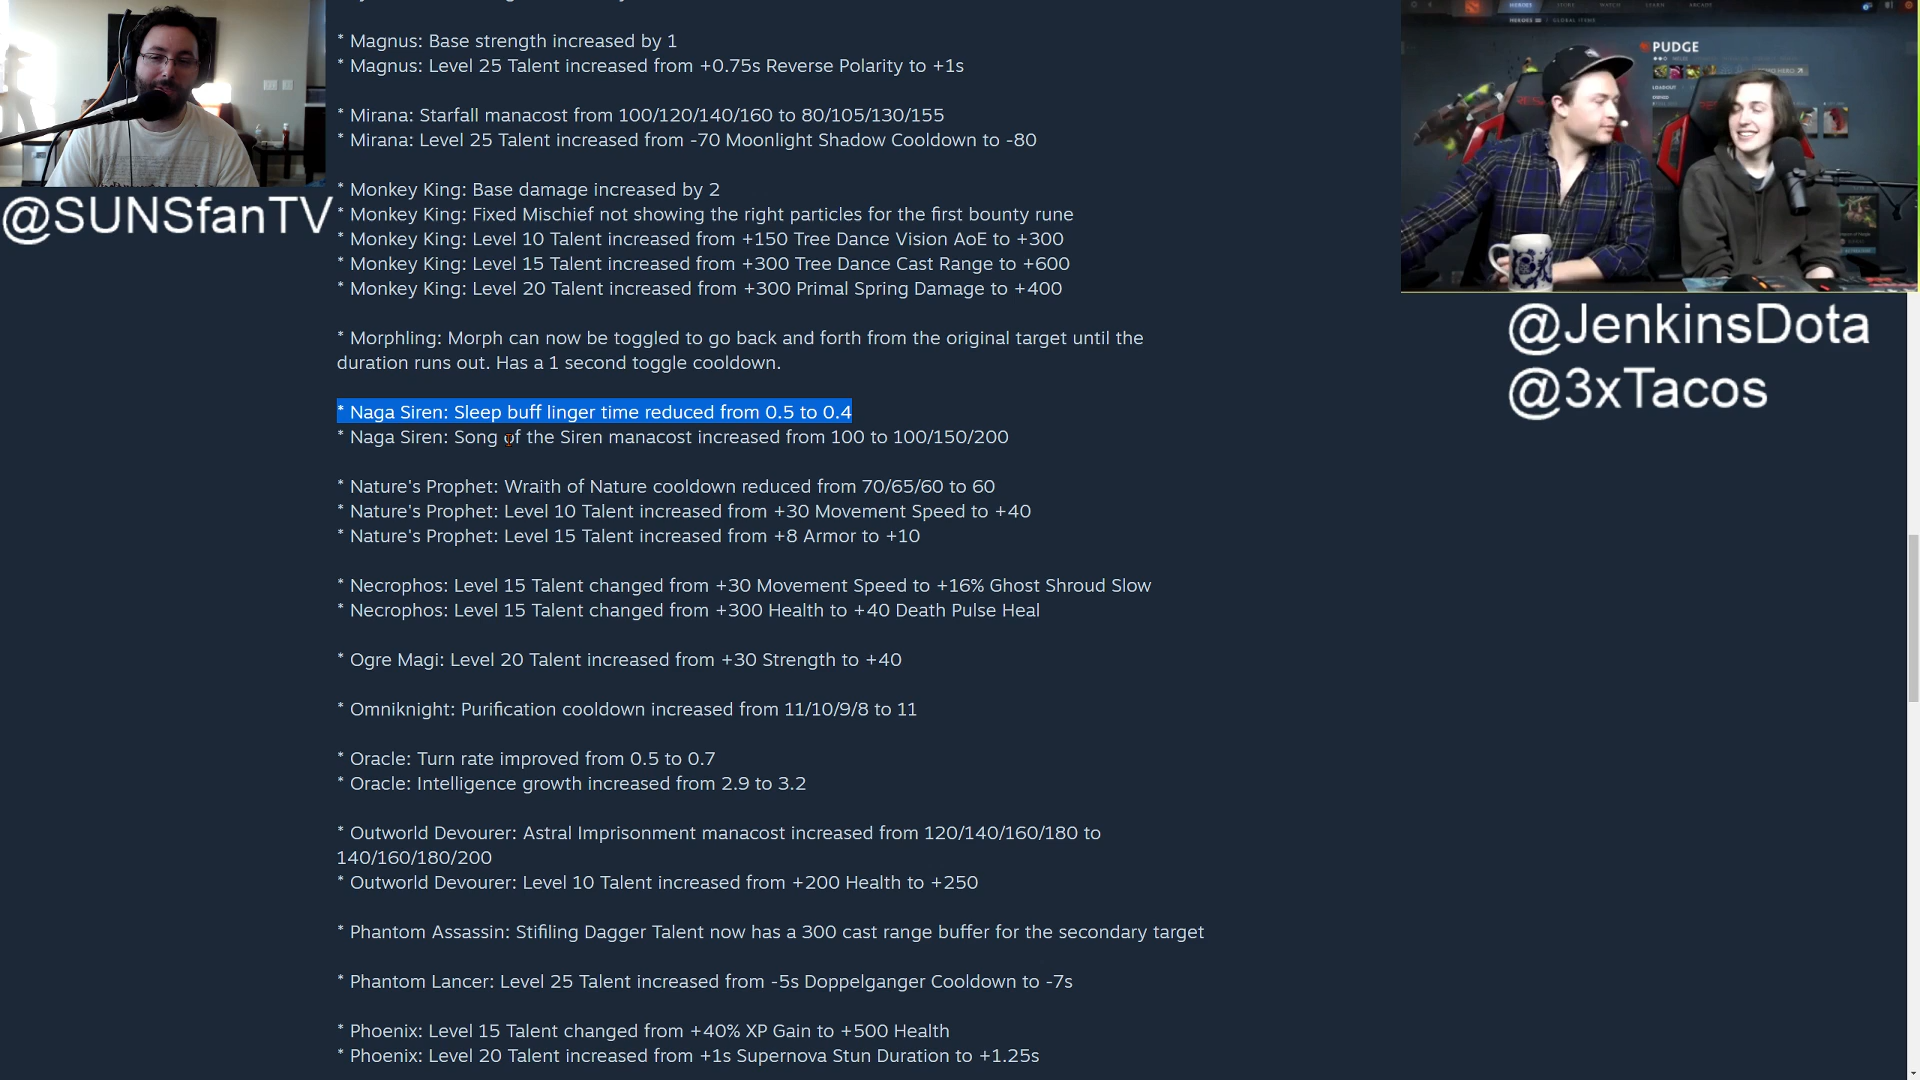 * Magnus: Base strength increased by 1
* Magnus: Level 25 Talent increased from +0.75s Reverse Polarity to +1s
* Mirana: Starfall manacost from 100/120/140/160 to 80/105/130/155
* Mirana: Level 25 Talent increased from -70 Moonlight Shadow Cooldown to -80
* Monkey King: Base damage increased by 2
* Monkey King: Fixed Mischief not showing the right particles for the first bounty rune
* Monkey King: Level 10 Talent increased from +150 Tree Dance Vision AoE to +300
* Monkey King: Level 15 Talent increased from +300 Tree Dance Cast Range to +600
* Monkey King: Level 20 Talent increased from +300 Primal Spring Damage to +400
* Morphling: Morph can now be toggled to go back and forth from the original target until the
duration runs out. Has a 1 second toggle cooldown.
* Naga Siren: Sleep buff linger time reduced from 0.5 to 0.4
* Naga Siren: Song of the Siren manacost increased from 100 to 100/150/200
* Nature's Prophet: Wraith of Nature cooldown reduced from 70/65/60 to 60
* Nature's Prophet: Level 10 Talent increased from +30 Movement Speed to +40
* Nature's Prophet: Level 15 Talent increased from +8 Armor to +10
* Necrophos: Level 15 Talent changed from +30 Movement Speed to +16% Ghost Shroud Slow
* Necrophos: Level 15 Talent changed from +300 Health to +40 Death Pulse Heal
* Ogre Magi: Level 20 Talent increased from +30 Strength to +40
* Omniknight: Purification cooldown increased from 11/10/9/8 to 11
* Oracle: Turn rate improved from 0.5 to 0.7
* Oracle: Intelligence growth increased from 2.9 to 3.2
* Outworld Devourer: Astral Imprisonment manacost increased from 120/140/160/180 to
140/160/180/200
* Outworld Devourer: Level 10 Talent increased from +200 Health to +250
* Phantom Assassin: Stifling Dagger Talent now has a 300 cast range buffer for the secondary target
* Phantom Lancer: Level 25 Talent increased from -5s Doppelganger Cooldown to -7s
* Phoenix: Level 15 Talent changed from +40% XP Gain to +500 Health
* Phoenix: Level 20 Talent increased from +1s Supernova Stun Duration to +1.25s
@SUNSfanTV
HEROES
PUDGE
@JenkinsDota
@3xTacos